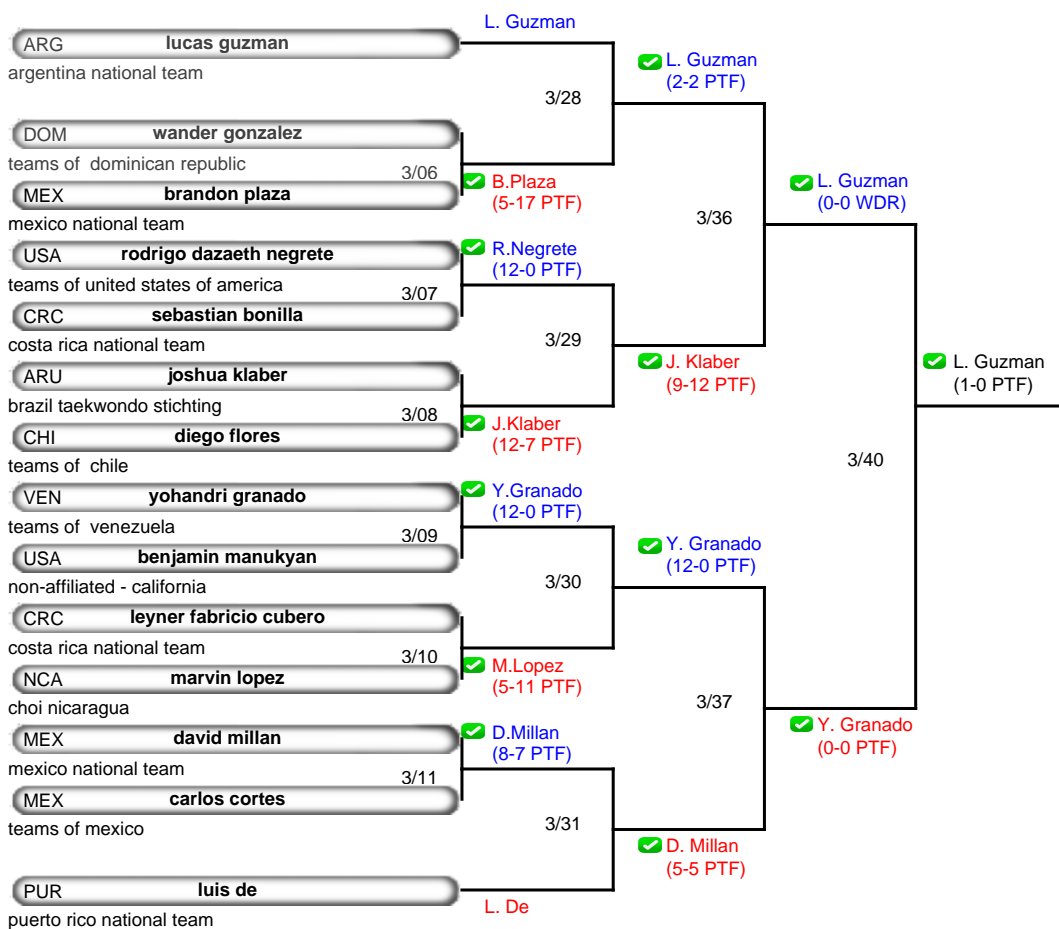 L. Guzman
ARG lucas guzman
argentina national team
L. Guzman
(2-2 PTF)
3/28
DOM wander gonzalez
teams of  dominican republic
3/06
MEX brandon plaza
mexico national team
B.Plaza
(5-17 PTF)
L. Guzman
(0-0 WDR)
3/36
USA rodrigo dazaeth negrete
teams of united states of america
R.Negrete
(12-0 PTF)
3/07
CRC sebastian bonilla
costa rica national team
3/29
J. Klaber
(9-12 PTF)
L. Guzman
(1-0 PTF)
ARU joshua klaber
brazil taekwondo stichting
3/08
CHI diego flores
teams of  chile
J.Klaber
(12-7 PTF)
3/40
VEN yohandri granado
teams of  venezuela
Y.Granado
(12-0 PTF)
3/09
USA benjamin manukyan
non-affiliated - california
Y. Granado
(12-0 PTF)
3/30
CRC leyner fabricio cubero
costa rica national team
3/10
NCA marvin lopez
choi nicaragua
M.Lopez
(5-11 PTF)
3/37
Y. Granado
(0-0 PTF)
MEX david millan
mexico national team
D.Millan
(8-7 PTF)
3/11
MEX carlos cortes
teams of mexico
3/31
D. Millan
(5-5 PTF)
PUR luis de
puerto rico national team
L. De